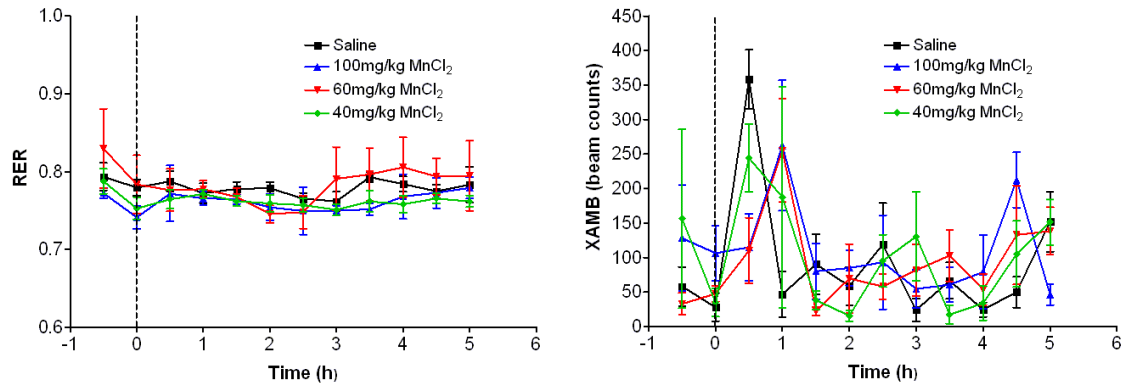 1.0
0.9
0.8
0.7
0.6
RER
-1 0 1 2 3 4 5 6
Time (h)
Saline
100mg/kg MnCl₂
60mg/kg MnCl₂
40mg/kg MnCl₂
450
400
350
300
250
200
150
100
50
0
XAMB (beam counts)
-1 0 1 2 3 4 5 6
Time (h)
Saline
100mg/kg MnCl₂
60mg/kg MnCl₂
40mg/kg MnCl₂